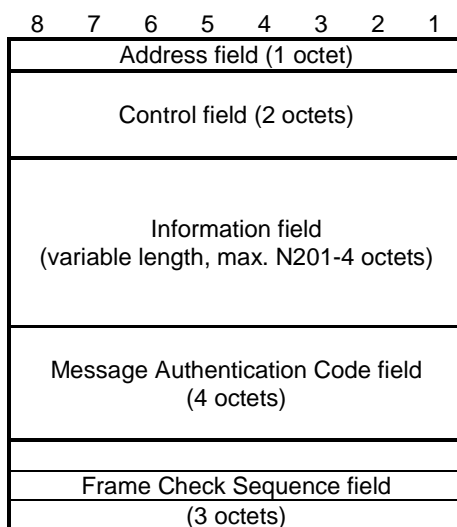 8 7 6 5 4 3 2 1
Address field (1 octet)
Control field (2 octets)
Information field
(variable length, max. N201-4 octets)
Message Authentication Code field
(4 octets)
Frame Check Sequence field
(3 octets)